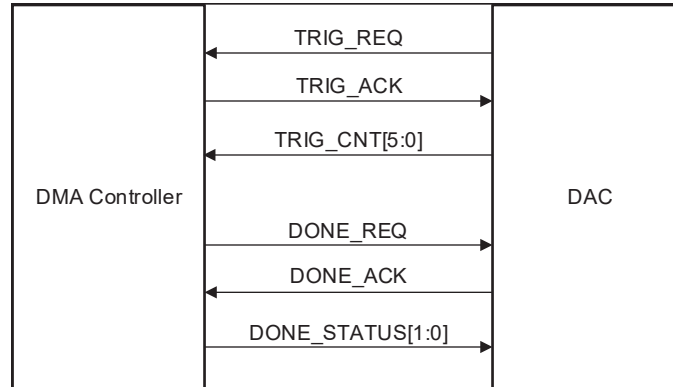 TRIG_REQ
TRIG_ACK
TRIG_CNT[5:0]
DMA Controller
DAC
DONE_REQ
DONE_ACK
DONE_STATUS[1:0]